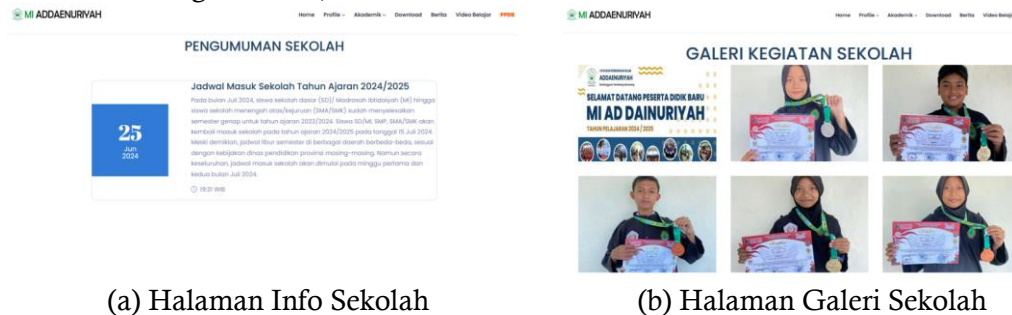 MI ADDAENURIYAH
Home Profile Akademik Download Berita Video Belajar PPDB
PENGUMUMAN SEKOLAH
25
Jun
2024
Jadwal Masuk Sekolah Tahun Ajaran 2024/2025
Pada bulan Juli 2024, siswa sekolah dasar (SD)/ Madrasah Ibtidaiyah (MI) hingga
siswa sekolah menengah atas/kejuruan (SMA/SMK) sudah menyelesaikan
semester genap untuk tahun ajaran 2023/2024. Siswa SD/MI, SMP, SMA/SMK akan
kembali masuk sekolah pada tahun ajaran 2024/2025 pada tanggal 15 Juli 2024.
Meski demikian, jadwal libur semester di berbagai daerah berbeda-beda, sesuai
dengan kebijakan dinas pendidikan provinsi masing-masing. Namun secara
keseluruhan, jadwal masuk sekolah akan dimulai pada minggu pertama dan
kedua bulan Juli 2024.
WIB
(a) Halaman Info Sekolah
MI ADDAENURIYAH
Home Profile Akademik Download Berita Video Belajar
GALERI KEGIATAN SEKOLAH
ADDAENURIYAH
SELAMAT DATANG PESERTA DIDIK BARU
MI AD DAINURIYAH
TAHUN PELAJARAN 2024 / 2025
(b) Halaman Galeri Sekolah